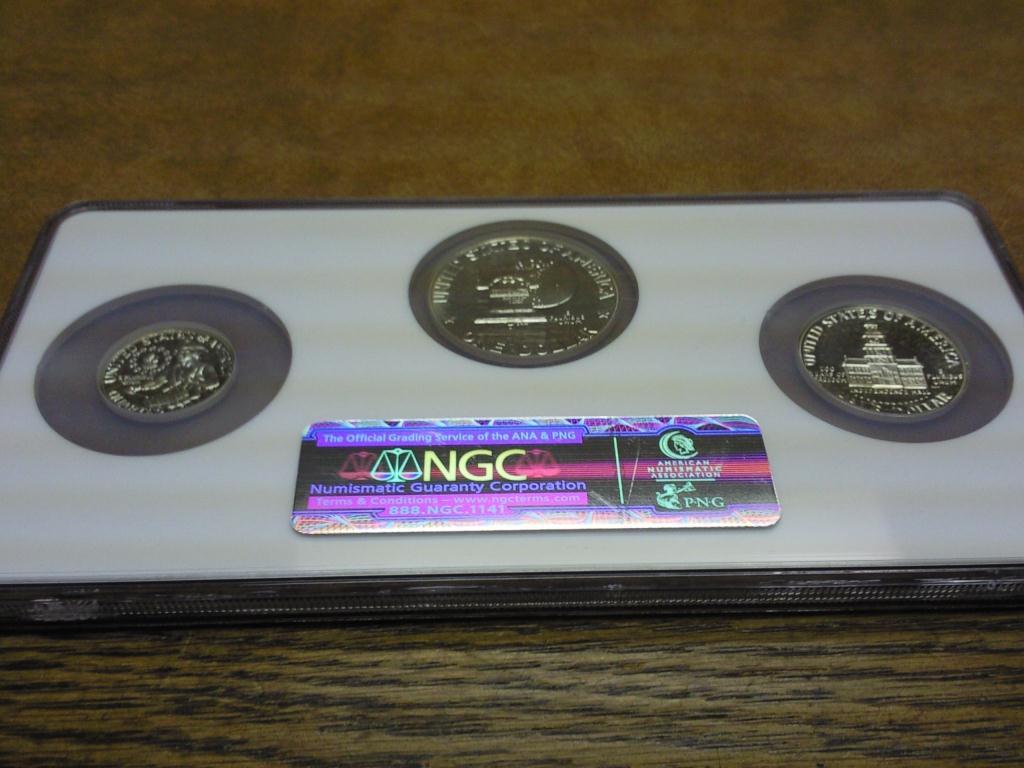 UNITED STATES OF AMERICA
ONE DOLLAR
UNITED STATES OF AMERICA
The Official Grading Service of the ANA & PNG
NGC
Numismatic Guaranty Corporation
Terms & Conditions – www.ngcterms.com
888.NGC.1141
AMERICAN
NUMISMATIC
ASSOCIATION
P·N·G